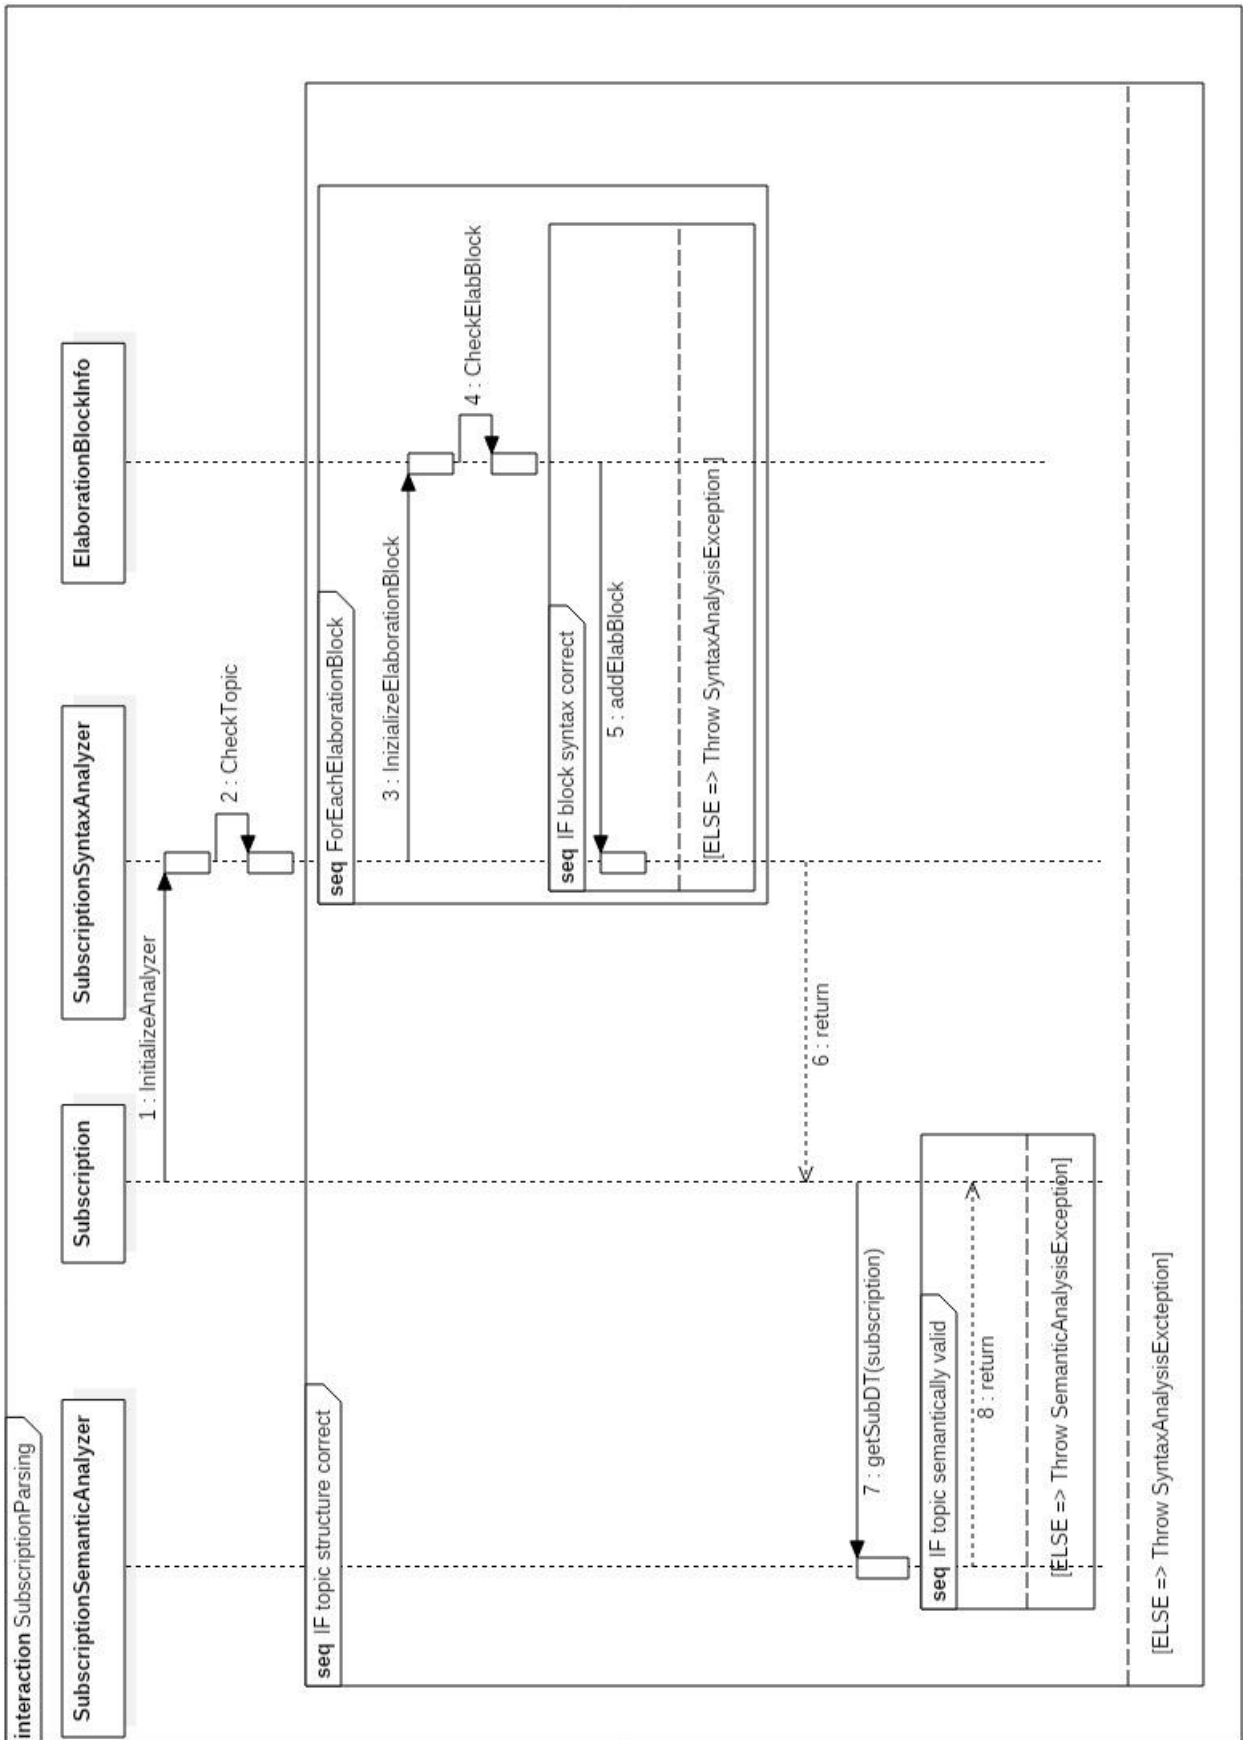 interaction SubscriptionParsing
SubscriptionSemanticAnalyzer
Subscription
SubscriptionSyntaxAnalyzer
ElaborationBlockInfo
1 : InitializeAnalyzer
2 : CheckTopic
seq IF topic structure correct
seq ForEachElaborationBlock
3 : InizializeElaborationBlock
4 : CheckElabBlock
seq IF block syntax correct
5 : addElabBlock
[ELSE => Throw SyntaxAnalysisException ]
6 : return
7 : getSubDT(subscription)
seq IF topic semantically valid
8 : return
[ELSE => Throw SemanticAnalysisException]
[ELSE => Throw SyntaxAnalysisExcteption]